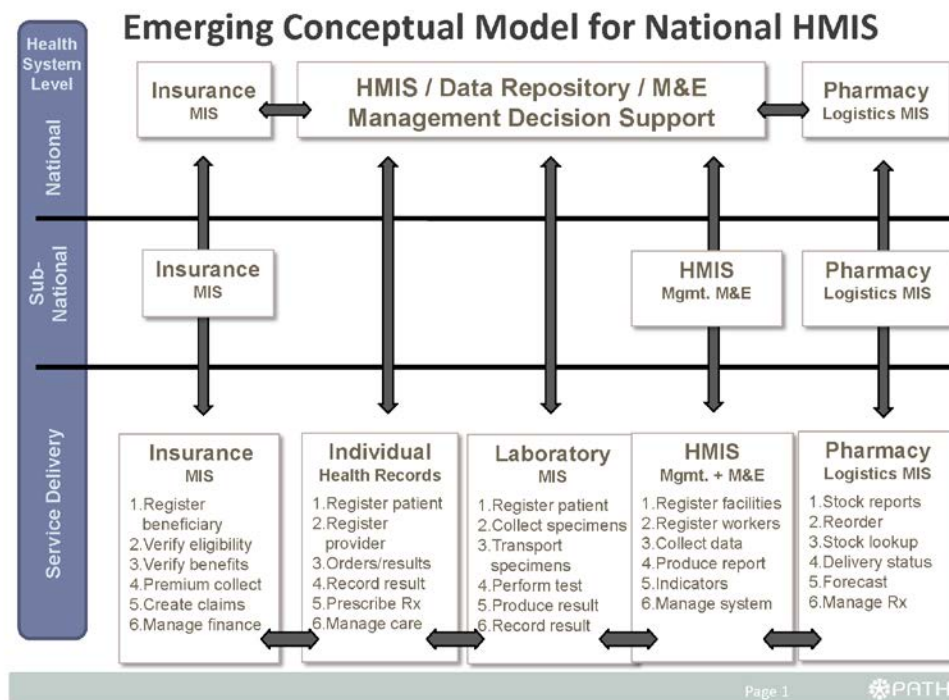 Emerging Conceptual Model for National HMIS
Health
System
Level
National
Insurance
MIS
HMIS / Data Repository / M&E
Management Decision Support
Pharmacy
Logistics MIS
Sub-
National
Insurance
MIS
HMIS
Mgmt. M&E
Pharmacy
Logistics MIS
Service Delivery
Insurance
MIS
1.Register
beneficiary
2.Verify eligibility
3.Verify benefits
4.Premium collect
5.Create claims
6.Manage finance
Individual
Health Records
1.Register patient
2.Register
provider
3.Orders/results
4.Record result
5.Prescribe Rx
6.Manage care
Laboratory
MIS
1.Register patient
2.Collect specimens
3.Transport
specimens
4.Perform test
5.Produce result
6.Record result
HMIS
Mgmt. + M&E
1.Register facilities
2.Register workers
3.Collect data
4.Produce report
5.Indicators
6.Manage system
Pharmacy
Logistics MIS
1.Stock reports
2.Reorder
3.Stock lookup
4.Delivery status
5.Forecast
6.Manage Rx
Page 1
PATH